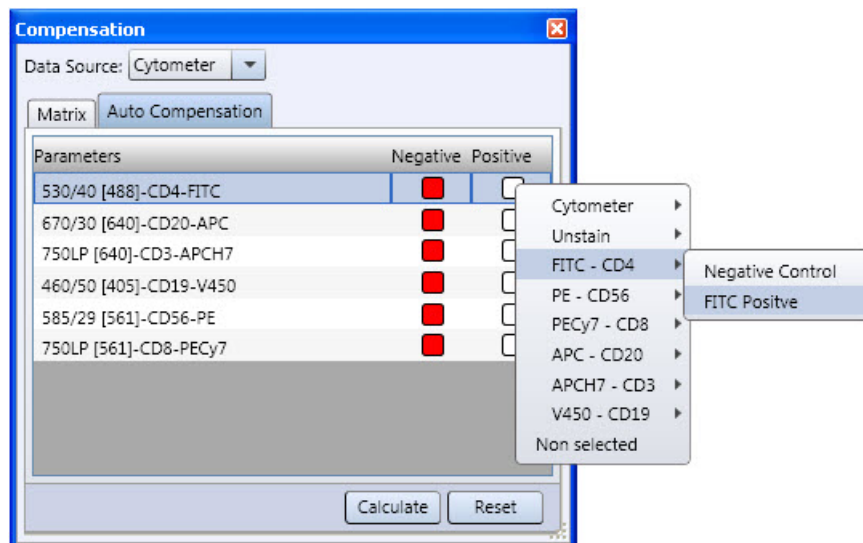 Compensation
Data Source: Cytometer
Matrix Auto Compensation
Parameters Negative Positive
530/40 [488]-CD4-FITC
670/30 [640]-CD20-APC
750LP [640]-CD3-APCH7
460/50 [405]-CD19-V450
585/29 [561]-CD56-PE
750LP [561]-CD8-PECy7
Cytometer
Unstain
FITC - CD4
PE - CD56
PECy7 - CD8
APC - CD20
APCH7 - CD3
V450 - CD19
Non selected
Negative Control
FITC Positve
Calculate Reset